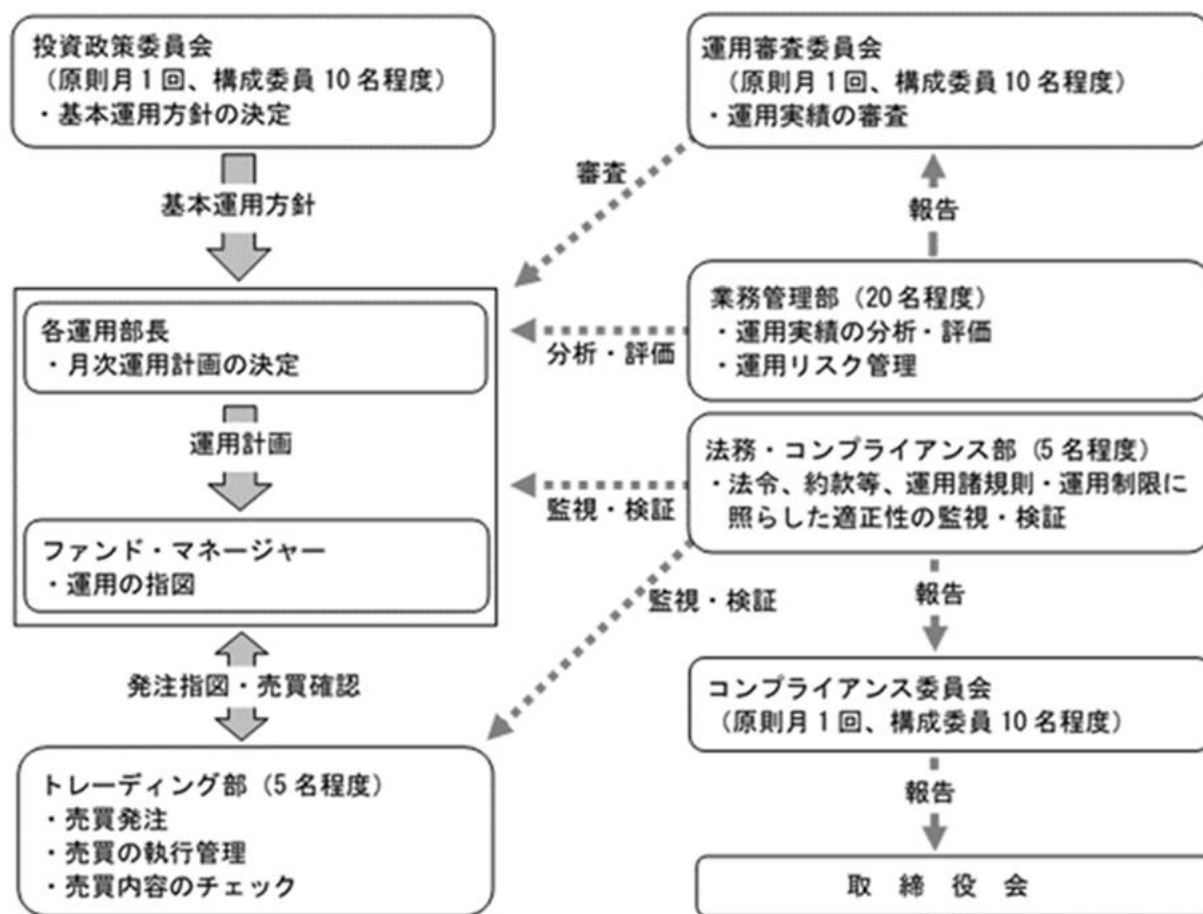 投資政策委員会
(原則月1回、構成委員10名程度)
・基本運用方針の決定
基本運用方針
各運用部長
・月次運用計画の決定
運用計画
ファンド・マネージャー
・運用の指図
発注指図・売買確認
トレーディング部(5名程度)
・売買発注
・売買の執行管理
・売買内容のチェック
運用審査委員会
(原則月1回、構成委員10名程度)
・運用実績の審査
審査
報告
業務管理部(20名程度)
・運用実績の分析・評価
・運用リスク管理
分析・評価
法務・コンプライアンス部(5名程度)
・法令、約款等、運用諸規則・運用制限に
照らした適正性の監視・検証
監視・検証
監視・検証
報告
コンプライアンス委員会
(原則月1回、構成委員10名程度)
報告
取 締 役 会